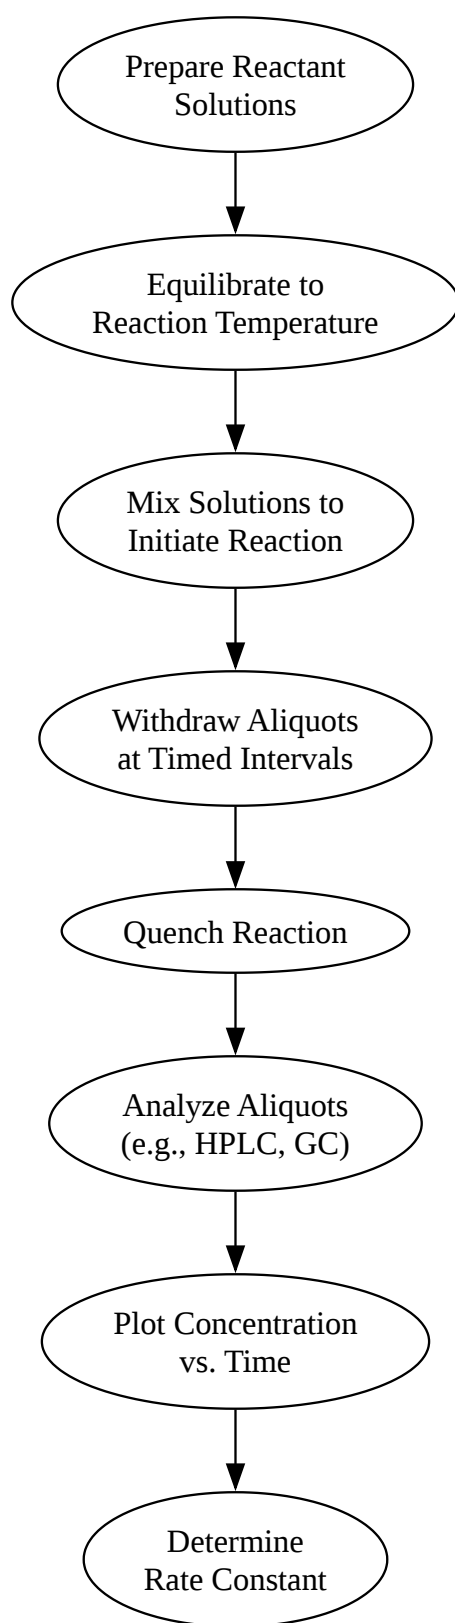 Prepare Reactant
Solutions
Equilibrate to
Reaction Temperature
Mix Solutions to
Initiate Reaction
Withdraw Aliquots
at Timed Intervals
Quench Reaction
Analyze Aliquots
(e.g., HPLC, GC)
Plot Concentration
vs. Time
Determine
Rate Constant